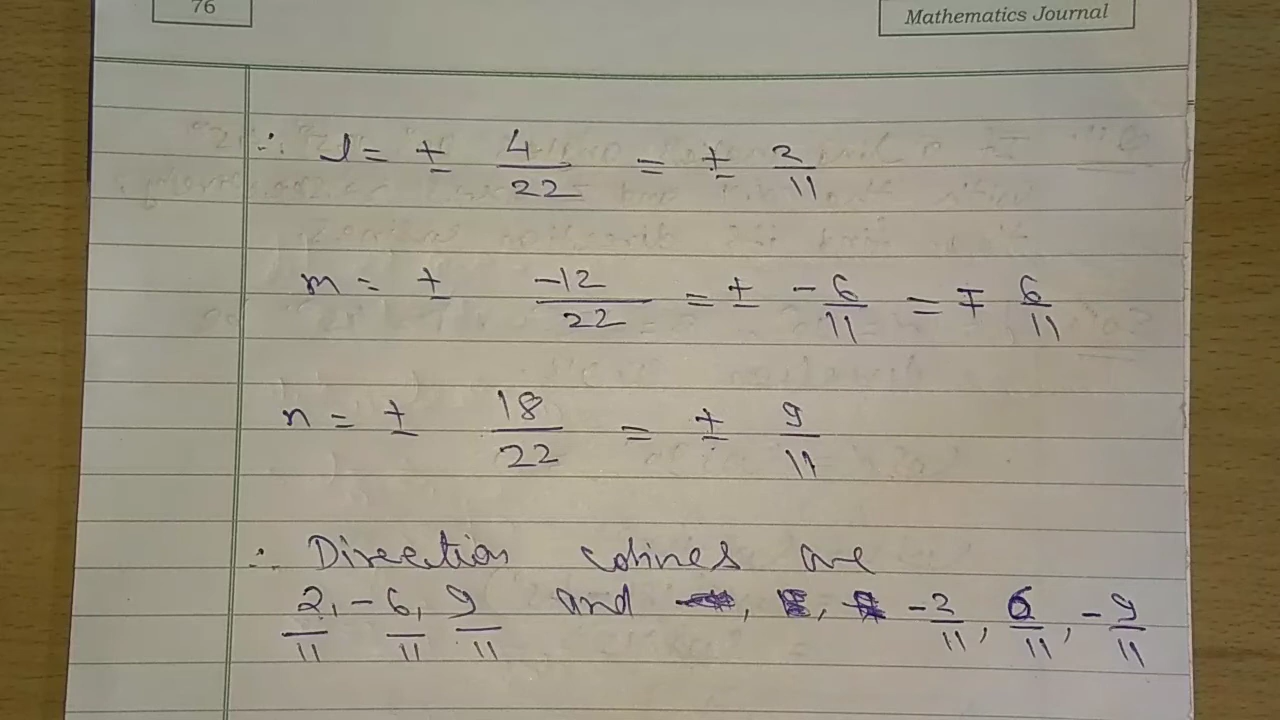 76
Mathematics Journal
∴ l = ± 4/22 = ± 2/11
m = ± -12/22 = ± -6/11 = ∓ 6/11
n = ± 18/22 = ± 9/11
∴ Direction cosines are
2/11, -6/11, 9/11 and -2/11, 6/11, -9/11